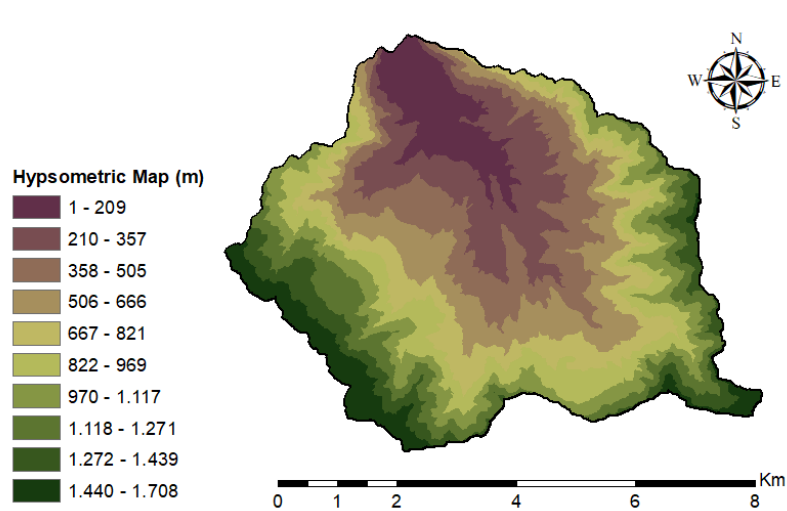 N
W E
S
Hypsometric Map (m)
1 - 209
210 - 357
358 - 505
506 - 666
667 - 821
822 - 969
970 - 1.117
1.118 - 1.271
1.272 - 1.439
1.440 - 1.708
Km
0 1 2 4 6 8